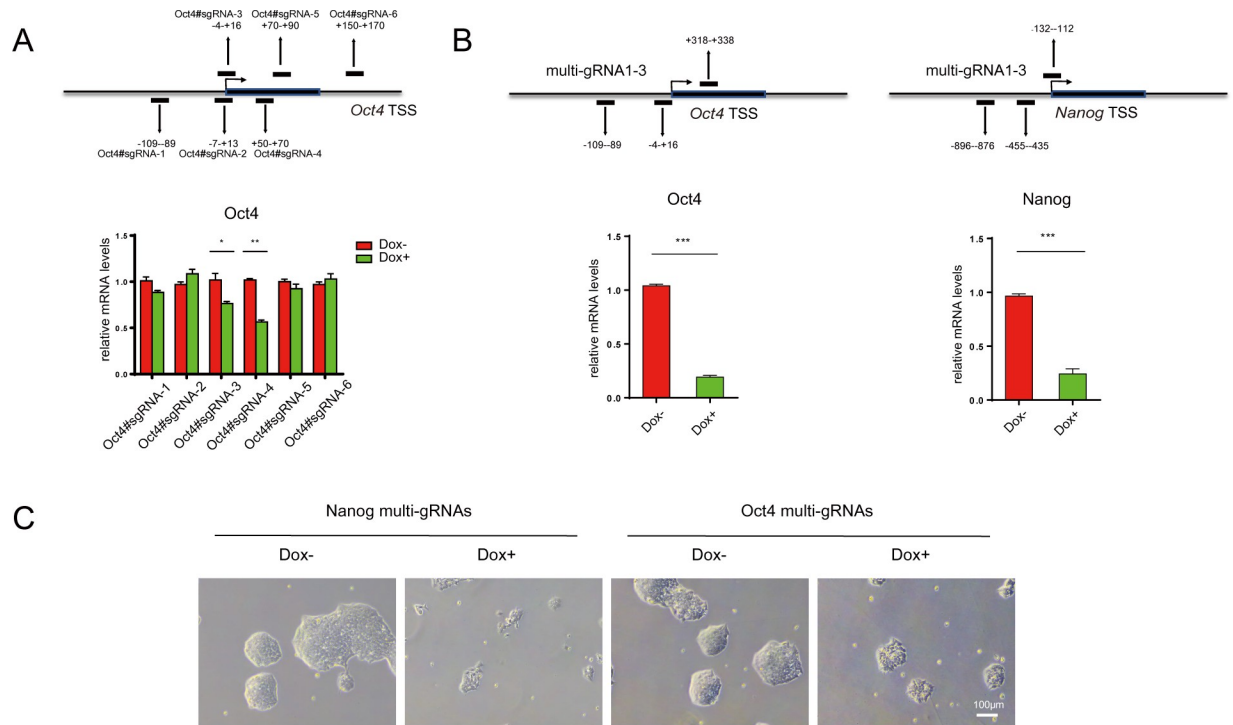 A
Oct4#sgRNA-3
-4-+16
Oct4#sgRNA-5
+70-+90
Oct4#sgRNA-6
+150-+170
Oct4 TSS
-109--89
Oct4#sgRNA-1
-7-+13
Oct4#sgRNA-2
+50-+70
Oct4#sgRNA-4
Oct4
relative mRNA levels
1.5
1.0
0.5
0.0
*
**
Dox-
Dox+
Oct4#sgRNA-1
Oct4#sgRNA-2
Oct4#sgRNA-3
Oct4#sgRNA-4
Oct4#sgRNA-5
Oct4#sgRNA-6
B
multi-gRNA1-3
+318-+338
Oct4 TSS
-109--89
-4-+16
multi-gRNA1-3
-132--112
Nanog TSS
-896--876
-455--435
Oct4
relative mRNA levels
1.5
1.0
0.5
0.0
***
Dox-
Dox+
Nanog
relative mRNA levels
1.5
1.0
0.5
0.0
***
Dox-
Dox+
C
Nanog multi-gRNAs
Oct4 multi-gRNAs
Dox-
Dox+
Dox-
Dox+
100μm